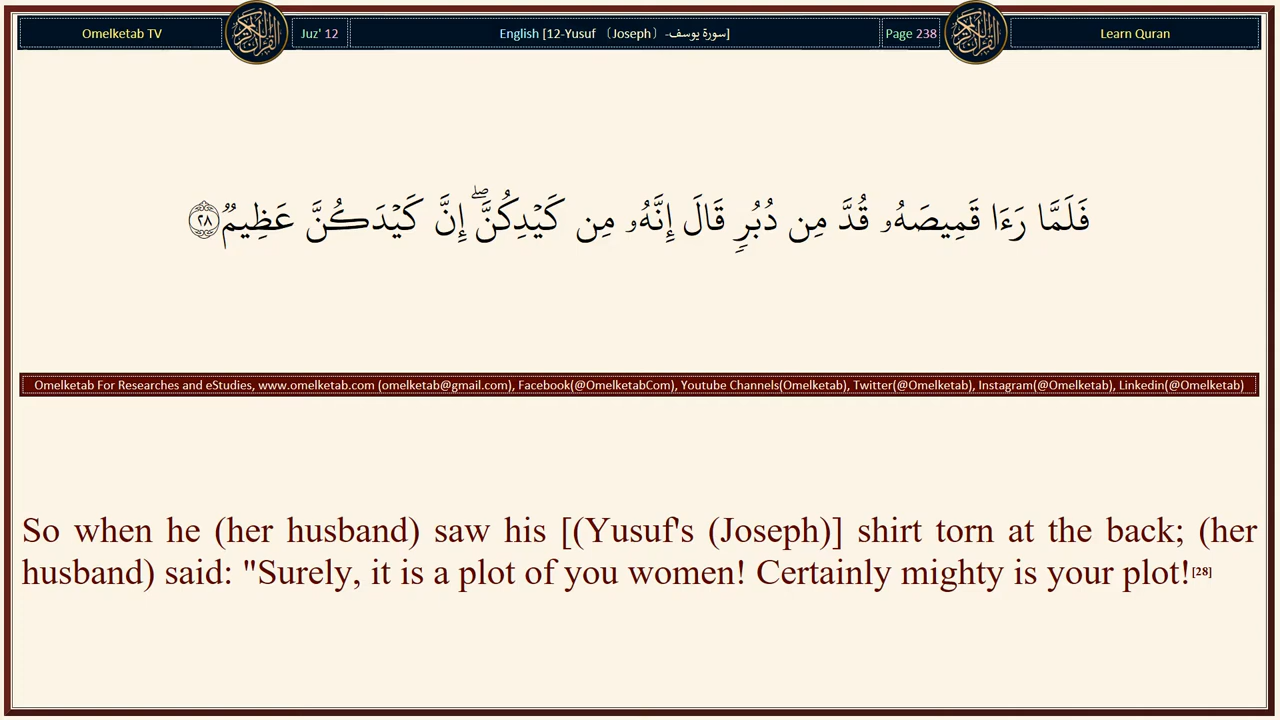 Omelketab TV
Juz' 12
English [12-Yusuf （Joseph）-سورة يوسف]
Page 238
Learn Quran
فَلَمَّا رَءَا قَمِيصَهُۥ قُدَّ مِن دُبُرٍۢ قَالَ إِنَّهُۥ مِن كَيْدِكُنَّ ۖ إِنَّ كَيْدَكُنَّ عَظِيمٌۭ ٢٨
Omelketab For Researches and eStudies, www.omelketab.com (omelketab@gmail.com), Facebook(@OmelketabCom), Youtube Channels(Omelketab), Twitter(@Omelketab), Instagram(@Omelketab), Linkedin(@Omelketab)
So when he (her husband) saw his [(Yusuf's (Joseph)] shirt torn at the back; (her
husband) said: "Surely, it is a plot of you women! Certainly mighty is your plot![28]